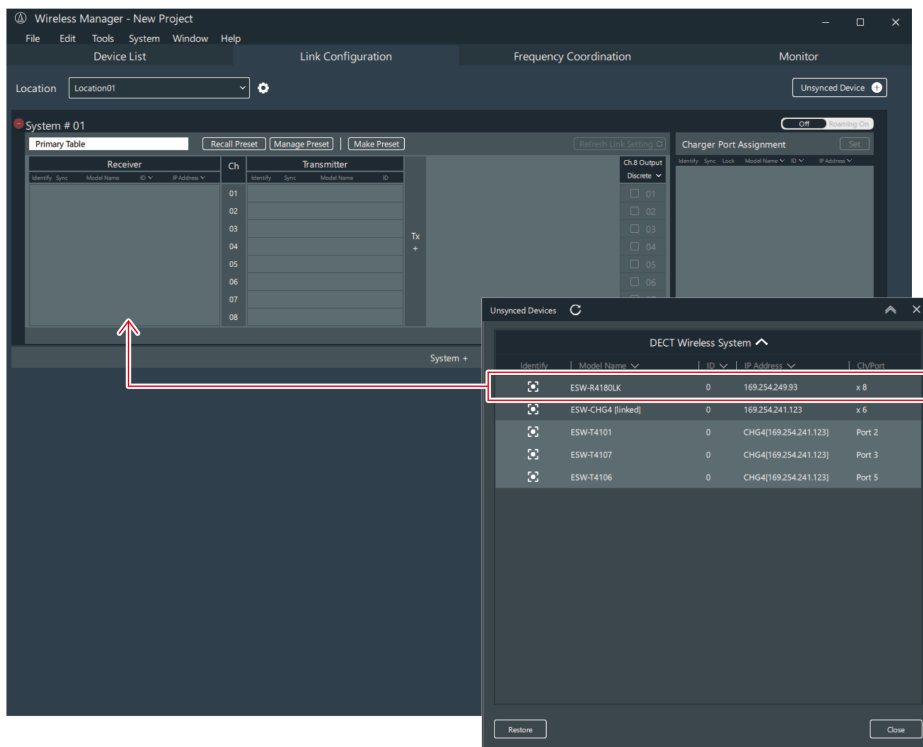 Wireless Manager - New Project
File Edit Tools System Window Help
Device List Link Configuration Frequency Coordination Monitor
Location Location01 Unsynced Device
System # 01 Off Roaming On
Primary Table Recall Preset Manage Preset Make Preset Refresh Link Setting Charger Port Assignment Set
Receiver Ch Transmitter Ch.8 Output
Identify Sync Model Name ID IP Address Identify Sync Model Name ID Discrete Identify Sync Lock Model Name ID IP Address
01 01
02 02
03 03
Tx +
04 04
05 05
06 06
07
08
System +
Unsynced Devices
DECT Wireless System
Identify Model Name ID IP Address Ch/Port
ESW-R4180LK 0 169.254.249.93 x 8
ESW-CHG4 [linked] 0 169.254.241.123 x 6
ESW-T4101 0 CHG4[169.254.241.123] Port 2
ESW-T4107 0 CHG4[169.254.241.123] Port 3
ESW-T4106 0 CHG4[169.254.241.123] Port 5
Restore Close